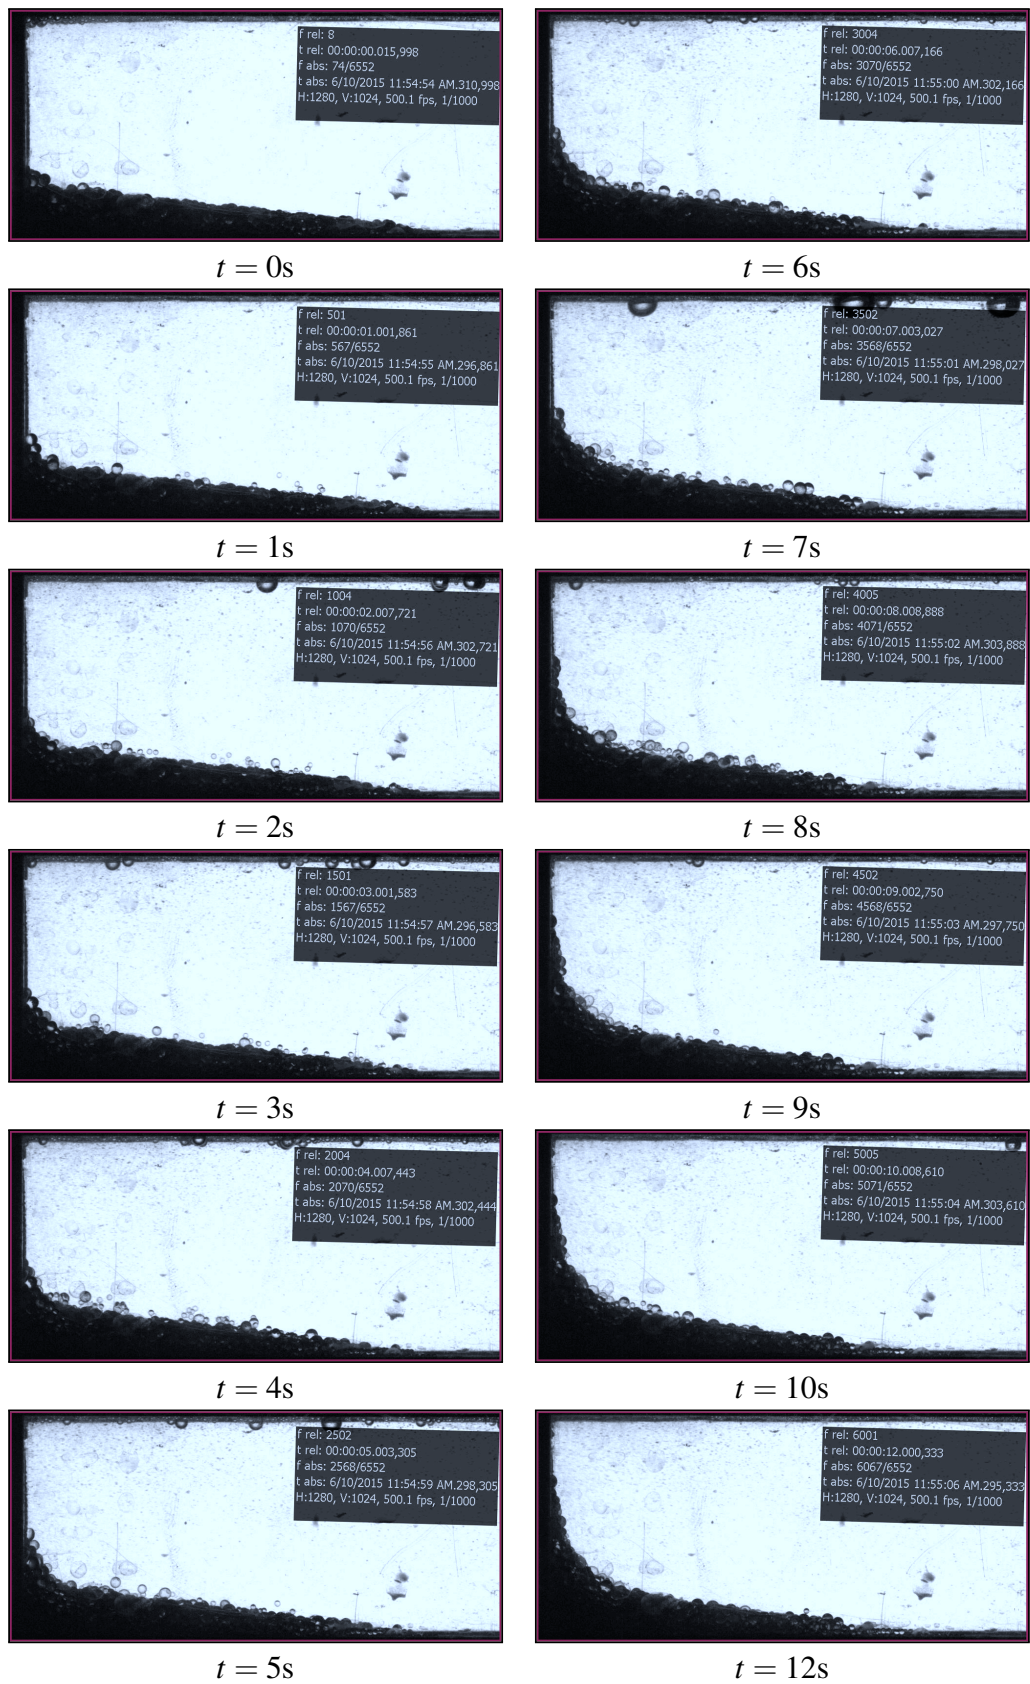 f rel: 8
t rel: 00:00:00.015,998
f abs: 74/6552
t abs: 6/10/2015 11:54:54 AM.310,998
H:1280, V:1024, 500.1 fps, 1/1000
t = 0s
f rel: 501
t rel: 00:00:01.001,861
f abs: 567/6552
t abs: 6/10/2015 11:54:55 AM.296,861
H:1280, V:1024, 500.1 fps, 1/1000
t = 1s
f rel: 1004
t rel: 00:00:02.007,721
f abs: 1070/6552
t abs: 6/10/2015 11:54:56 AM.302,721
H:1280, V:1024, 500.1 fps, 1/1000
t = 2s
f rel: 1501
t rel: 00:00:03.001,583
f abs: 1567/6552
t abs: 6/10/2015 11:54:57 AM.296,583
H:1280, V:1024, 500.1 fps, 1/1000
t = 3s
f rel: 2004
t rel: 00:00:04.007,443
f abs: 2070/6552
t abs: 6/10/2015 11:54:58 AM.302,444
H:1280, V:1024, 500.1 fps, 1/1000
t = 4s
f rel: 2502
t rel: 00:00:05.003,305
f abs: 2568/6552
t abs: 6/10/2015 11:54:59 AM.298,305
H:1280, V:1024, 500.1 fps, 1/1000
t = 5s
f rel: 3004
t rel: 00:00:06.007,166
f abs: 3070/6552
t abs: 6/10/2015 11:55:00 AM.302,166
H:1280, V:1024, 500.1 fps, 1/1000
t = 6s
f rel: 3502
t rel: 00:00:07.003,027
f abs: 3568/6552
t abs: 6/10/2015 11:55:01 AM.298,027
H:1280, V:1024, 500.1 fps, 1/1000
t = 7s
f rel: 4005
t rel: 00:00:08.008,888
f abs: 4071/6552
t abs: 6/10/2015 11:55:02 AM.303,888
H:1280, V:1024, 500.1 fps, 1/1000
t = 8s
f rel: 4502
t rel: 00:00:09.002,750
f abs: 4568/6552
t abs: 6/10/2015 11:55:03 AM.297,750
H:1280, V:1024, 500.1 fps, 1/1000
t = 9s
f rel: 5005
t rel: 00:00:10.008,610
f abs: 5071/6552
t abs: 6/10/2015 11:55:04 AM.303,610
H:1280, V:1024, 500.1 fps, 1/1000
t = 10s
f rel: 6001
t rel: 00:00:12.000,333
f abs: 6067/6552
t abs: 6/10/2015 11:55:06 AM.295,333
H:1280, V:1024, 500.1 fps, 1/1000
t = 12s